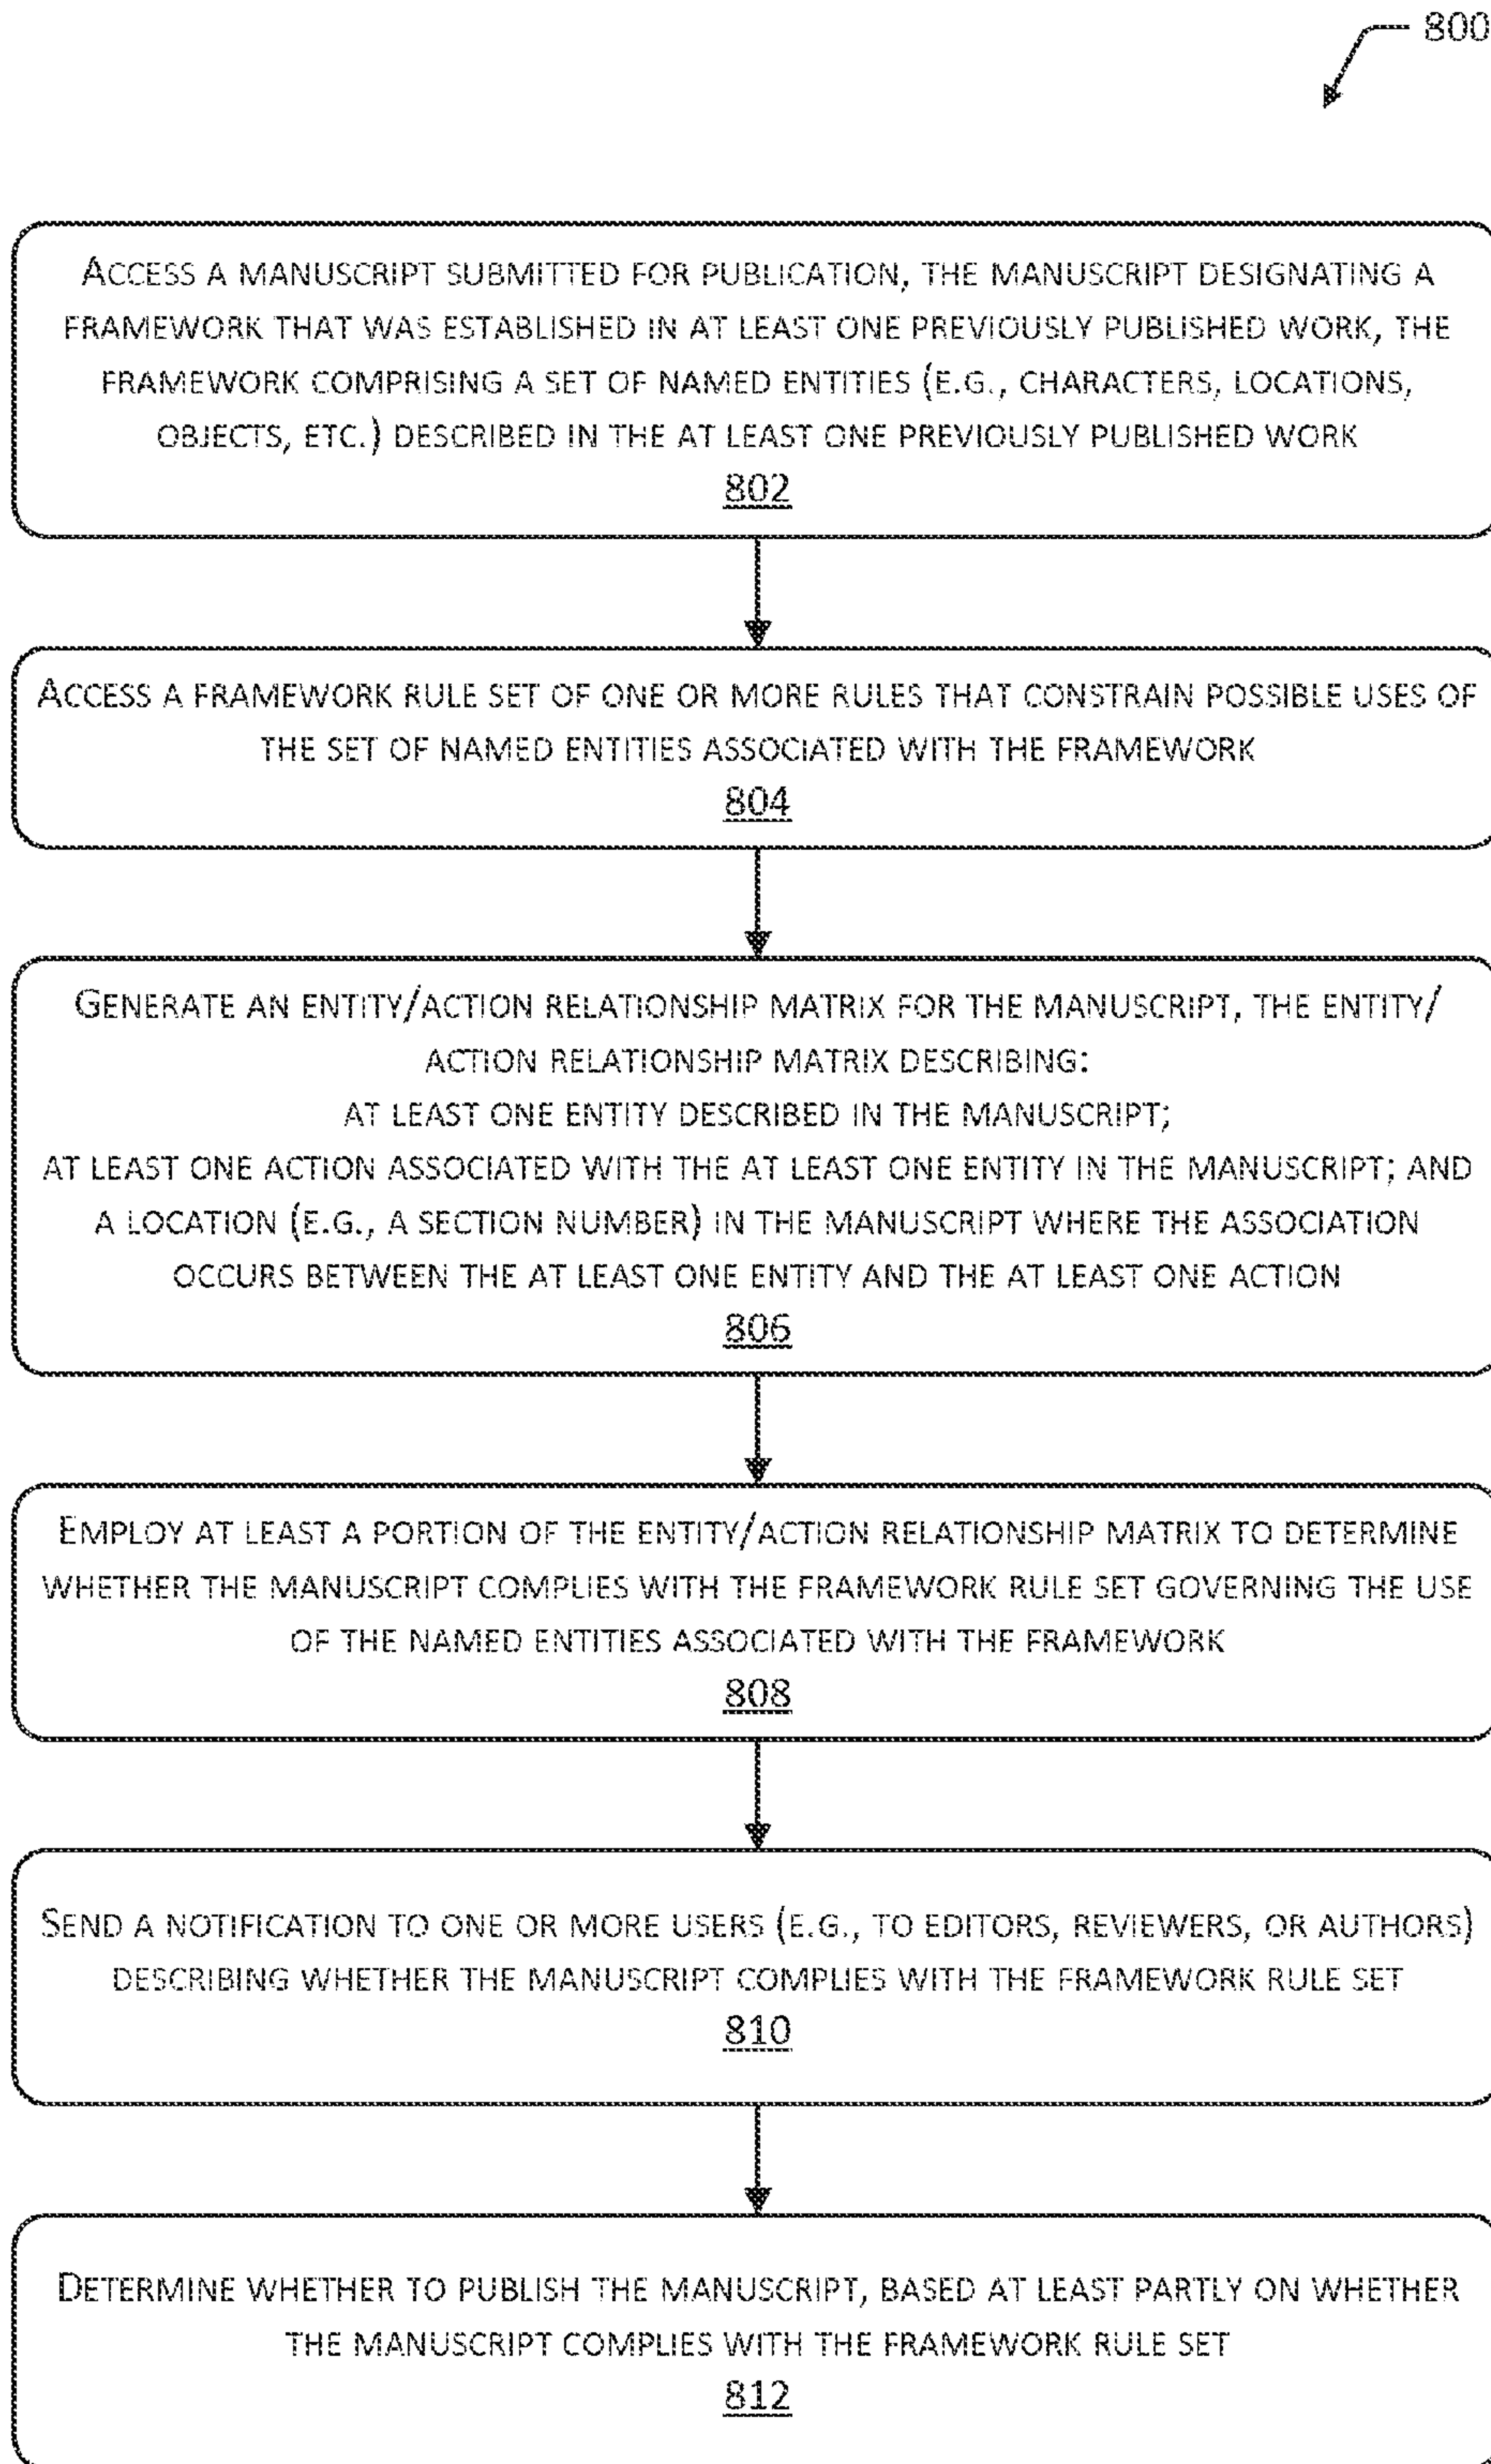 800
ACCESS A MANUSCRIPT SUBMITTED FOR PUBLICATION, THE MANUSCRIPT DESIGNATING A
FRAMEWORK THAT WAS ESTABLISHED IN AT LEAST ONE PREVIOUSLY PUBLISHED WORK, THE
FRAMEWORK COMPRISING A SET OF NAMED ENTITIES (E.G., CHARACTERS, LOCATIONS,
OBJECTS, ETC.) DESCRIBED IN THE AT LEAST ONE PREVIOUSLY PUBLISHED WORK
802
ACCESS A FRAMEWORK RULE SET OF ONE OR MORE RULES THAT CONSTRAIN POSSIBLE USES OF
THE SET OF NAMED ENTITIES ASSOCIATED WITH THE FRAMEWORK
804
GENERATE AN ENTITY/ACTION RELATIONSHIP MATRIX FOR THE MANUSCRIPT, THE ENTITY/
ACTION RELATIONSHIP MATRIX DESCRIBING:
AT LEAST ONE ENTITY DESCRIBED IN THE MANUSCRIPT;
AT LEAST ONE ACTION ASSOCIATED WITH THE AT LEAST ONE ENTITY IN THE MANUSCRIPT; AND
A LOCATION (E.G., A SECTION NUMBER) IN THE MANUSCRIPT WHERE THE ASSOCIATION
OCCURS BETWEEN THE AT LEAST ONE ENTITY AND THE AT LEAST ONE ACTION
806
EMPLOY AT LEAST A PORTION OF THE ENTITY/ACTION RELATIONSHIP MATRIX TO DETERMINE
WHETHER THE MANUSCRIPT COMPLIES WITH THE FRAMEWORK RULE SET GOVERNING THE USE
OF THE NAMED ENTITIES ASSOCIATED WITH THE FRAMEWORK
808
SEND A NOTIFICATION TO ONE OR MORE USERS (E.G., TO EDITORS, REVIEWERS, OR AUTHORS)
DESCRIBING WHETHER THE MANUSCRIPT COMPLIES WITH THE FRAMEWORK RULE SET
810
DETERMINE WHETHER TO PUBLISH THE MANUSCRIPT, BASED AT LEAST PARTLY ON WHETHER
THE MANUSCRIPT COMPLIES WITH THE FRAMEWORK RULE SET
812